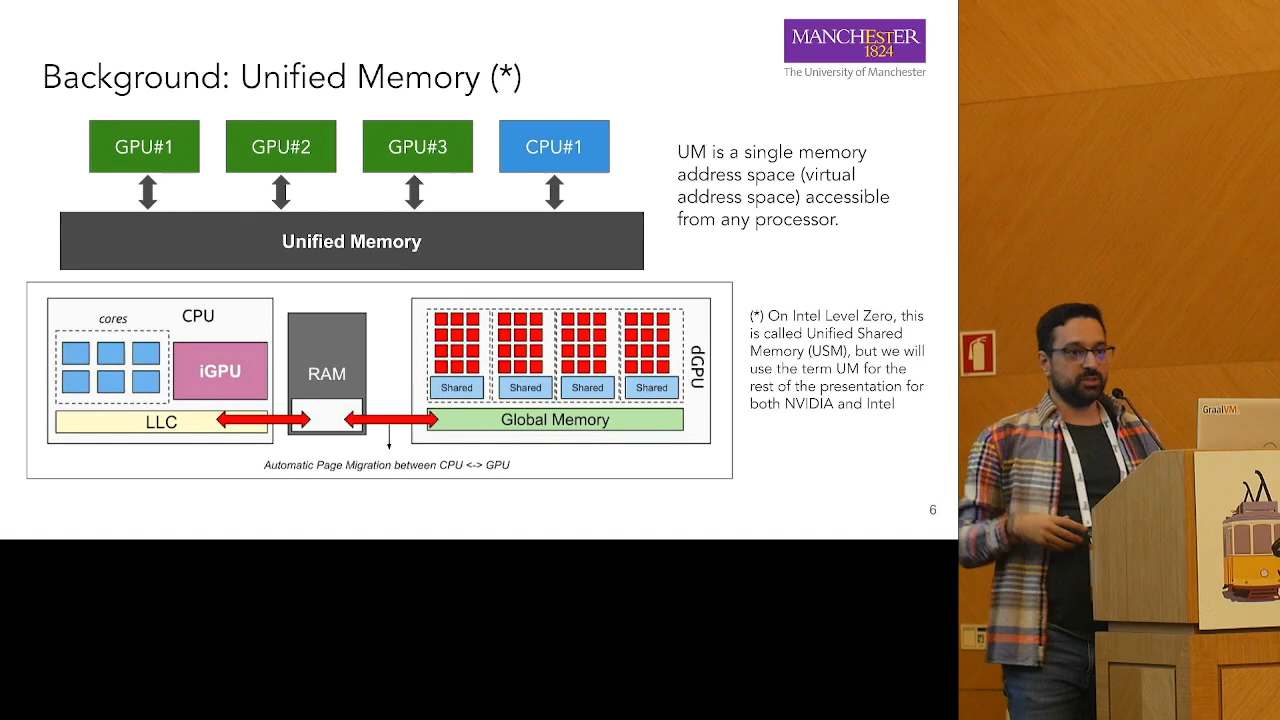 MANCHEStER
1824
The University of Manchester
Background: Unified Memory (*)
GPU#1
GPU#2
GPU#3
CPU#1
UM is a single memory
address space (virtual
address space) accessible
from any processor.
Unified Memory
cores
CPU
iGPU
LLC
RAM
Shared
Shared
Shared
Shared
dGPU
Global Memory
Automatic Page Migration between CPU <-> GPU
(*) On Intel Level Zero, this
is called Unified Shared
Memory (USM), but we will
use the term UM for the
rest of the presentation for
both NVIDIA and Intel
6
GraalVM